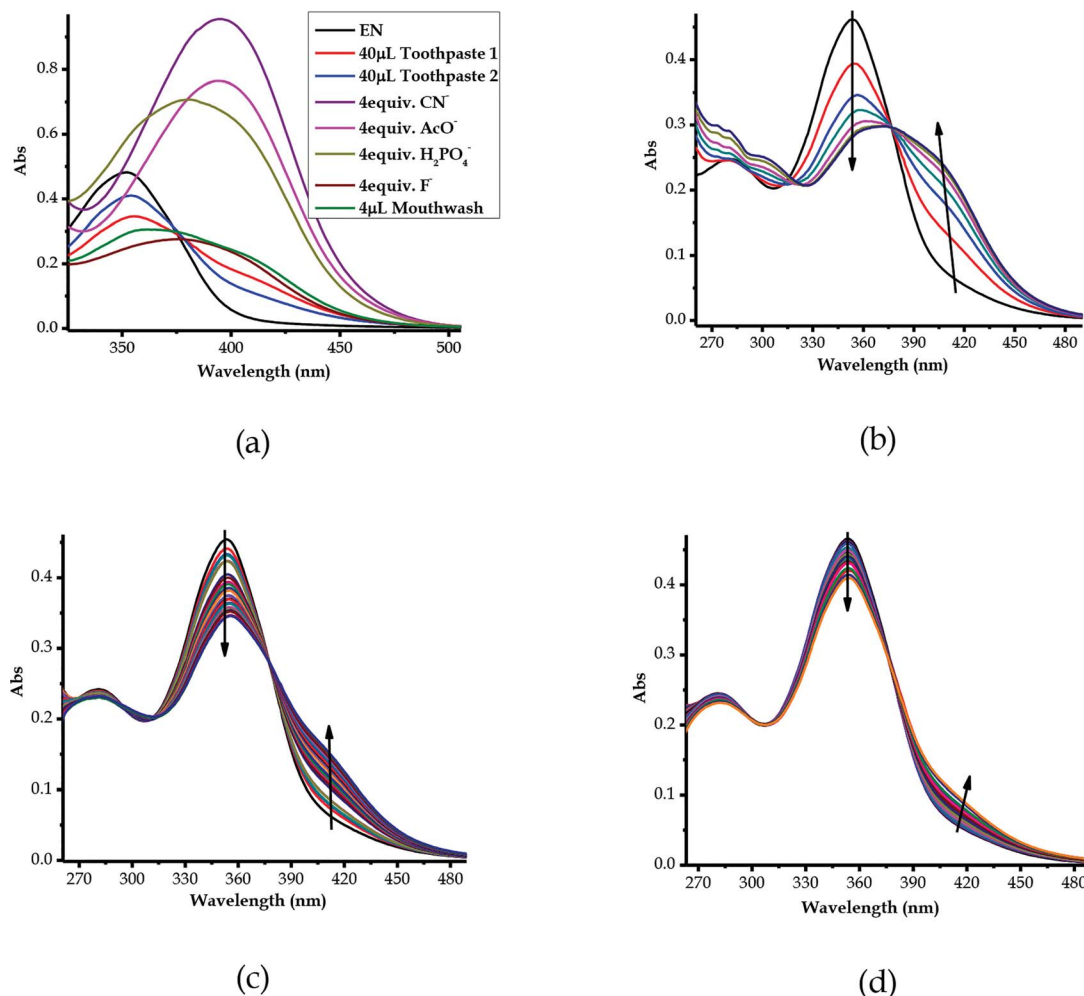 Abs
0.8
0.6
0.4
0.2
0.0
350
400
450
500
Wavelength (nm)
EN
40μL Toothpaste 1
40μL Toothpaste 2
4equiv. CN⁻
4equiv. AcO⁻
4equiv. H₂PO₄⁻
4equiv. F⁻
4μL Mouthwash
(a)
Abs
0.4
0.3
0.2
0.1
0.0
270
300
330
360
390
420
450
480
Wavelength (nm)
(b)
Abs
0.4
0.3
0.2
0.1
0.0
270
300
330
360
390
420
450
480
Wavelength (nm)
(c)
Abs
0.4
0.3
0.2
0.1
0.0
270
300
330
360
390
420
450
480
Wavelength (nm)
(d)